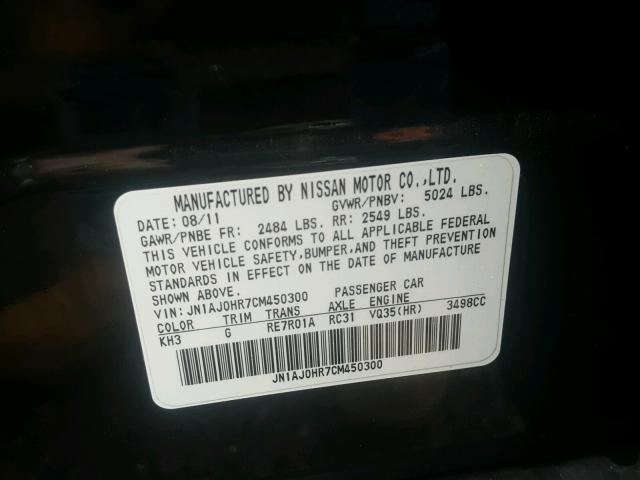 MANUFACTURED BY NISSAN MOTOR CO.,LTD.
DATE: 08/11 GVWR/PNBV: 5024 LBS.
GAWR/PNBE FR: 2484 LBS. RR: 2549 LBS.
THIS VEHICLE CONFORMS TO ALL APPLICABLE FEDERAL
MOTOR VEHICLE SAFETY,BUMPER,AND THEFT PREVENTION
STANDARDS IN EFFECT ON THE DATE OF MANUFACTURE
SHOWN ABOVE.
VIN: JN1AJ0HR7CM450300 PASSENGER CAR
COLOR TRIM TRANS AXLE ENGINE
KH3 G RE7R01A RC31 VQ35(HR) 3498CC
JN1AJ0HR7CM450300